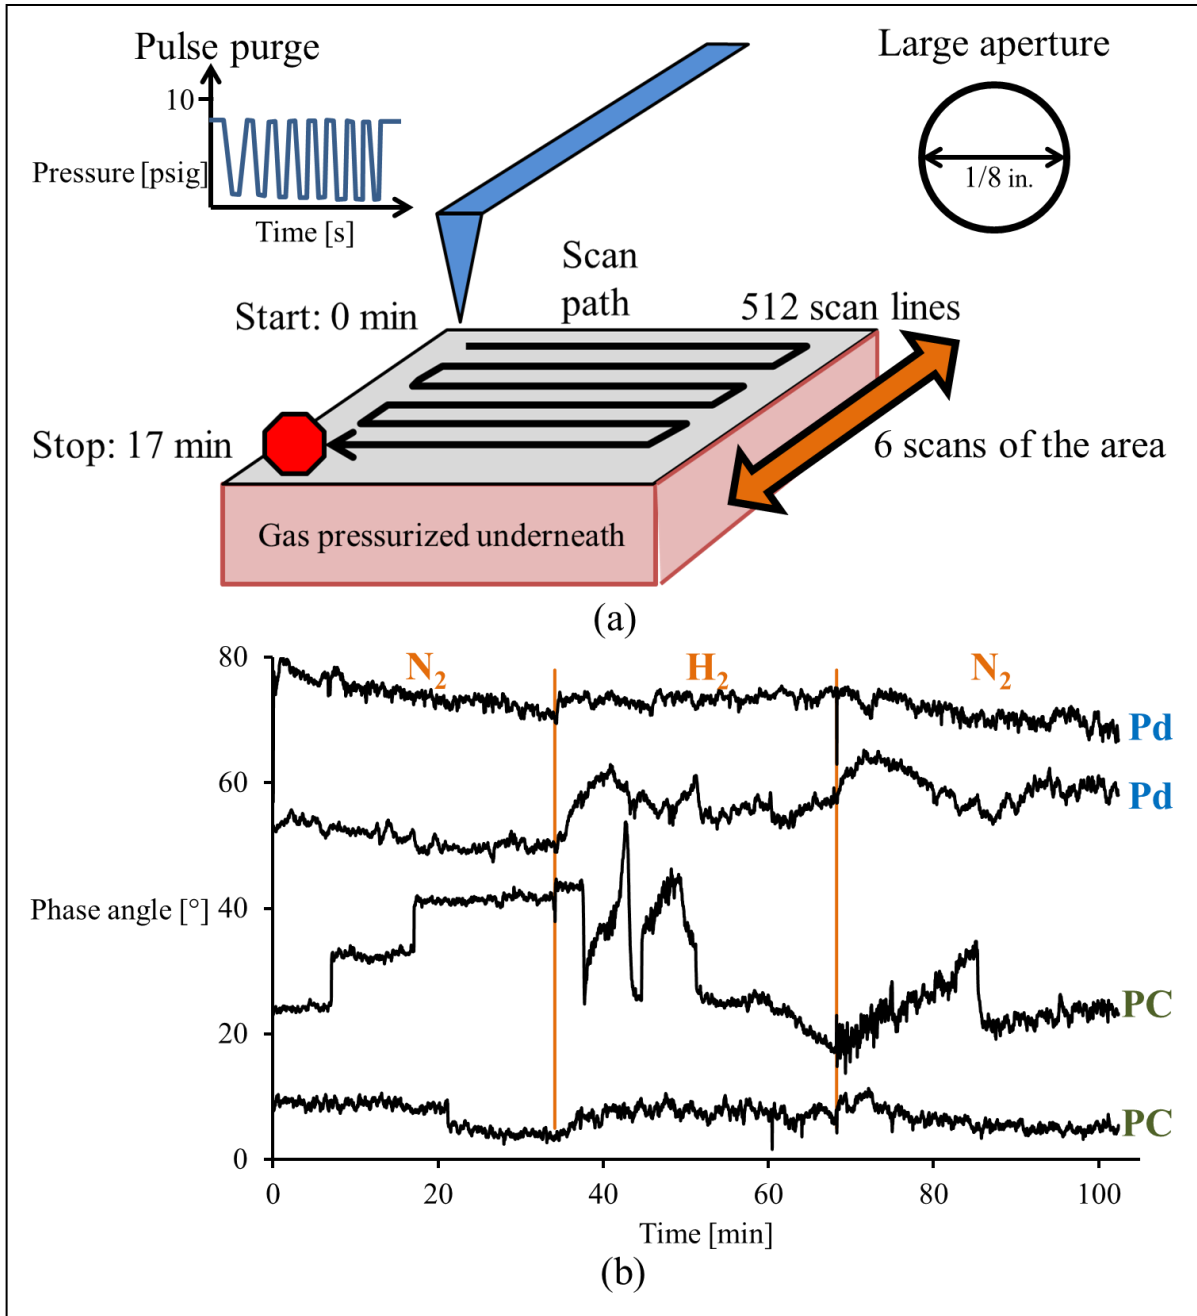 Pulse purge
10
Pressure [psig]
Time [s]
Large aperture
1/8 in.
Scan
path
Start: 0 min
512 scan lines
Stop: 17 min
6 scans of the area
Gas pressurized underneath
(a)
80
N₂
H₂
N₂
Pd
60
Pd
Phase angle [°]
40
PC
20
PC
0
0
20
40
60
80
100
Time [min]
(b)